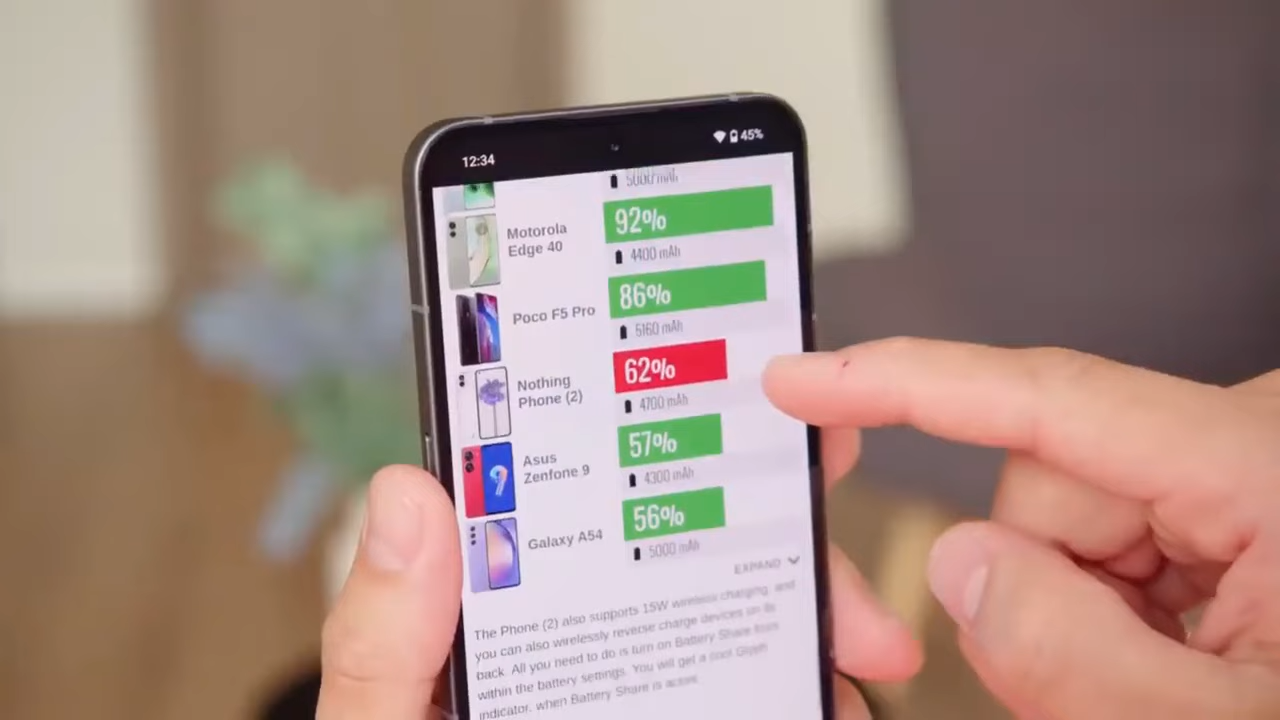 12:34
45%
5000 mAh
Motorola
Edge 40
92%
4400 mAh
Poco F5 Pro
86%
5160 mAh
Nothing
Phone (2)
62%
4700 mAh
Asus
Zenfone 9
57%
4300 mAh
Galaxy A54
56%
5000 mAh
EXPAND
The Phone (2) also supports 15W wireless charging, and
you can also wirelessly reverse charge devices on its
back. All you need to do is turn on Battery Share from
within the battery settings. You will get a cool Glyph
indicator, when Battery Share is active.